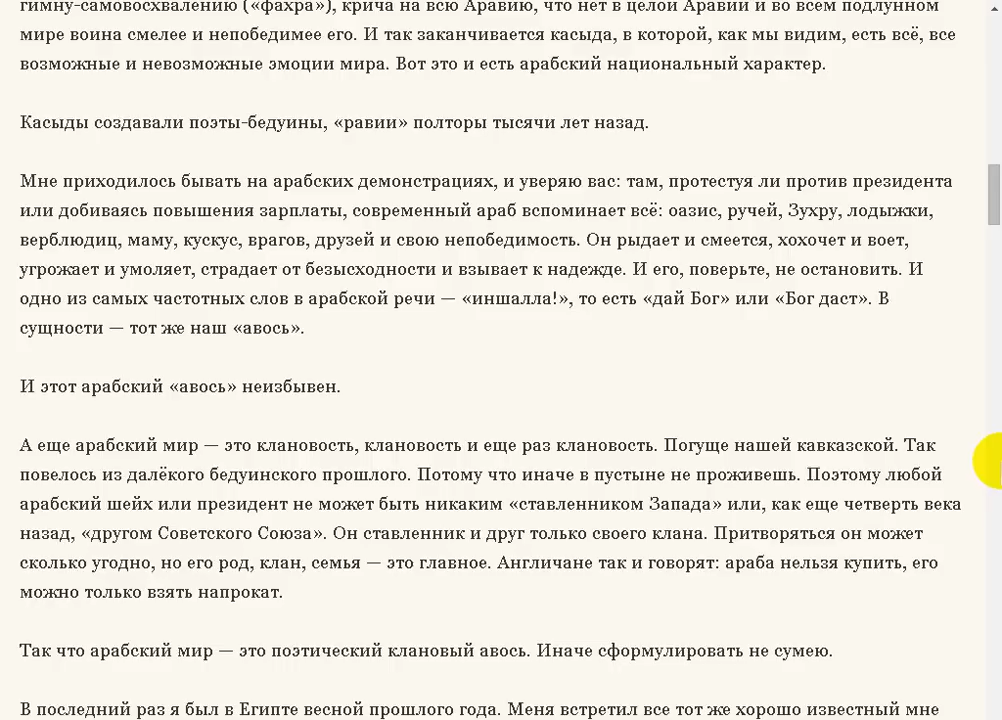 гимну-самовосхвалению («фахра»), крича на всю Аравию, что нет в целой Аравии и во всем подлунном
мире воина смелее и непобедимее его. И так заканчивается касыда, в которой, как мы видим, есть всё, все
возможные и невозможные эмоции мира. Вот это и есть арабский национальный характер.
Касыды создавали поэты-бедуины, «равии» полторы тысячи лет назад.
Мне приходилось бывать на арабских демонстрациях, и уверяю вас: там, протестуя ли против президента
или добиваясь повышения зарплаты, современный араб вспоминает всё: оазис, ручей, Зухру, лодыжки,
верблюдиц, маму, кускус, врагов, друзей и свою непобедимость. Он рыдает и смеется, хохочет и воет,
угрожает и умоляет, страдает от безысходности и взывает к надежде. И его, поверьте, не остановить. И
одно из самых частотных слов в арабской речи — «иншалла!», то есть «дай Бог» или «Бог даст». В
сущности — тот же наш «авось».
И этот арабский «авось» неизбывен.
А еще арабский мир — это клановость, клановость и еще раз клановость. Погуще нашей кавказской. Так
повелось из далёкого бедуинского прошлого. Потому что иначе в пустыне не проживешь. Поэтому любой
арабский шейх или президент не может быть никаким «ставленником Запада» или, как еще четверть века
назад, «другом Советского Союза». Он ставленник и друг только своего клана. Притворяться он может
сколько угодно, но его род, клан, семья — это главное. Англичане так и говорят: араба нельзя купить, его
можно только взять напрокат.
Так что арабский мир — это поэтический клановый авось. Иначе сформулировать не сумею.
В последний раз я был в Египте весной прошлого года. Меня встретил все тот же хорошо известный мне